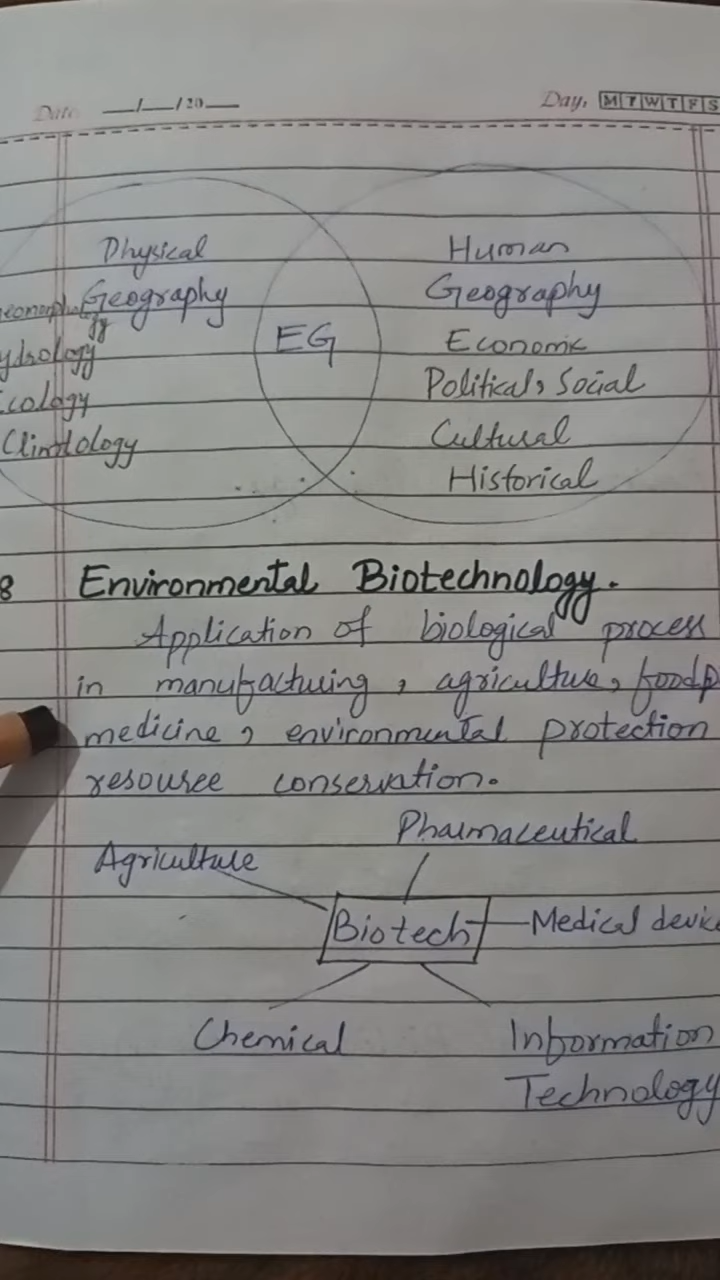 Date __/__/20__ Day: M T W T F S
Physical
Geography
eomorphology
ydrology
Ecology
Climtology
EG
Human
Geography
Economic
Political, Social
Cultural
Historical
8 Environmental Biotechnology.
Application of biological process
in manufacturing, agriculture, foodp
medicine, environmental protection
resource conservation.
Pharmaceutical
Agriculture
Biotech
Medical devic
Chemical
Information
Technology